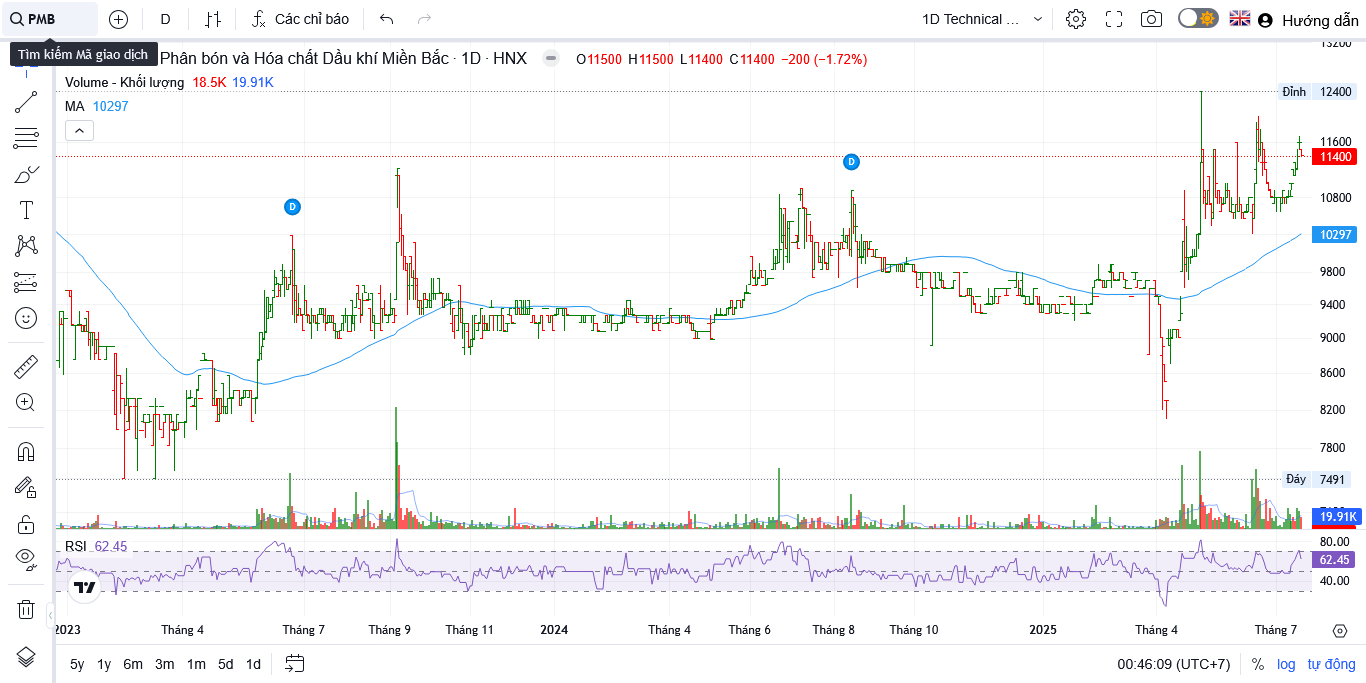 PMB
D
Các chỉ báo
1D Technical ...
Hướng dẫn
Tìm kiếm Mã giao dịch
Phân bón và Hóa chất Dầu khí Miền Bắc · 1D · HNX
O11500 H11500 L11400 C11400 −200 (−1.72%)
Volume - Khối lượng 18.5K 19.91K
MA 10297
13200
Đỉnh 12400
11600
11400
D
D
10800
10297
9800
9400
9000
8600
8200
7800
Đáy 7491
19.91K
RSI 62.45
80.00
62.45
40.00
2023 Tháng 4 Tháng 7 Tháng 9 Tháng 11 2024 Tháng 4 Tháng 6 Tháng 8 Tháng 10 2025 Tháng 4 Tháng 7
5y 1y 6m 3m 1m 5d 1d
00:46:09 (UTC+7) % log tự động